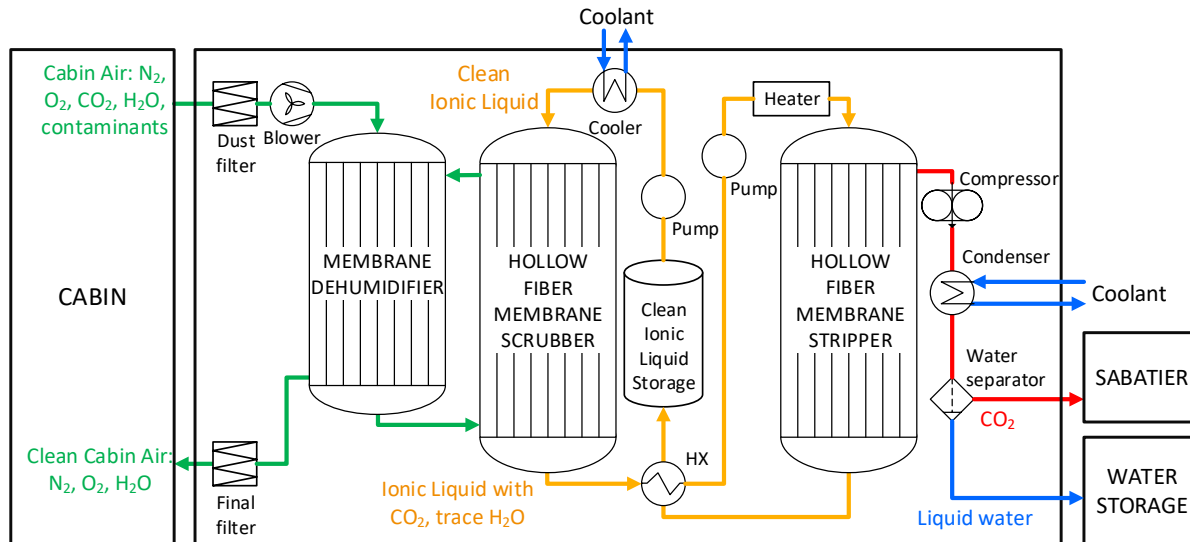 Coolant
Cabin Air: N₂,
O₂, CO₂, H₂O,
contaminants
Dust
filter
Blower
Clean
Ionic Liquid
Cooler
Heater
Pump
Pump
Compressor
Condenser
Coolant
CABIN
MEMBRANE
DEHUMIDIFIER
HOLLOW
FIBER
MEMBRANE
SCRUBBER
Clean
Ionic
Liquid
Storage
HOLLOW
FIBER
MEMBRANE
STRIPPER
Water
separator
CO₂
SABATIER
Clean Cabin Air:
N₂, O₂, H₂O
Final
filter
Ionic Liquid with
CO₂, trace H₂O
HX
Liquid water
WATER
STORAGE